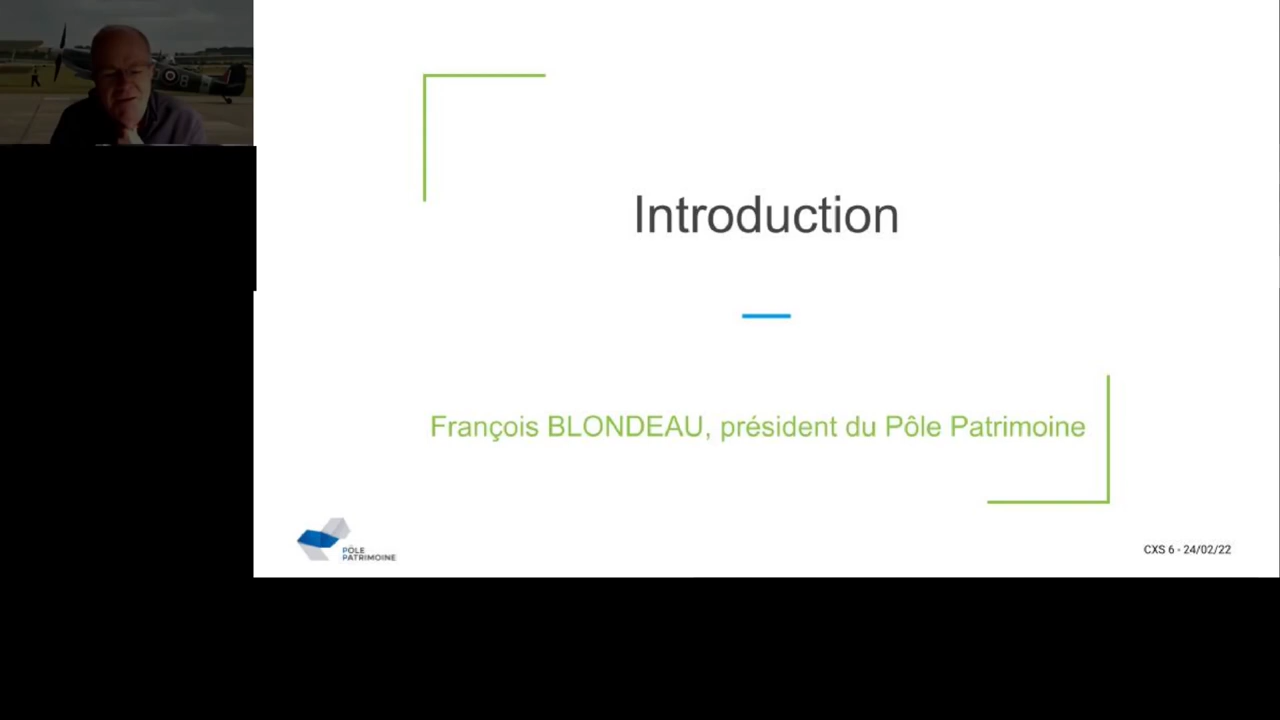 Introduction
François BLONDEAU, président du Pôle Patrimoine
PÔLE
PATRIMOINE
CXS 6 - 24/02/22